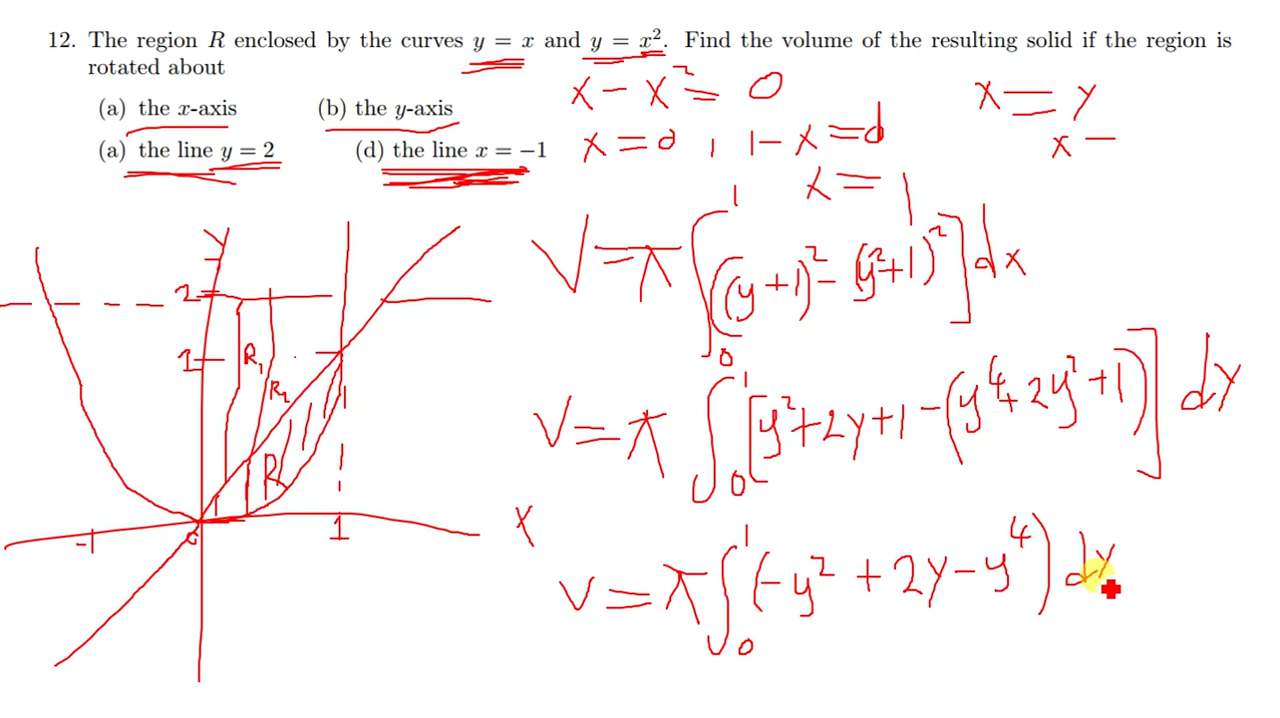 12. The region R enclosed by the curves y = x and y = x². Find the volume of the resulting solid if the region is
rotated about
(a) the x-axis (b) the y-axis
(a) the line y = 2 (d) the line x = −1
x − x² = 0
x = 0 , 1 − x = 0
x = 1
x = y
x −
V = π ∫₀¹ [(y + 1)² − (y² + 1)²] dx
V = π ∫₀¹ [y² + 2y + 1 − (y⁴ + 2y² + 1)] dy
V = π ∫₀¹ (−y² + 2y − y⁴) dy
y
2
1
R₁
R₂
R
-1
0
1
x